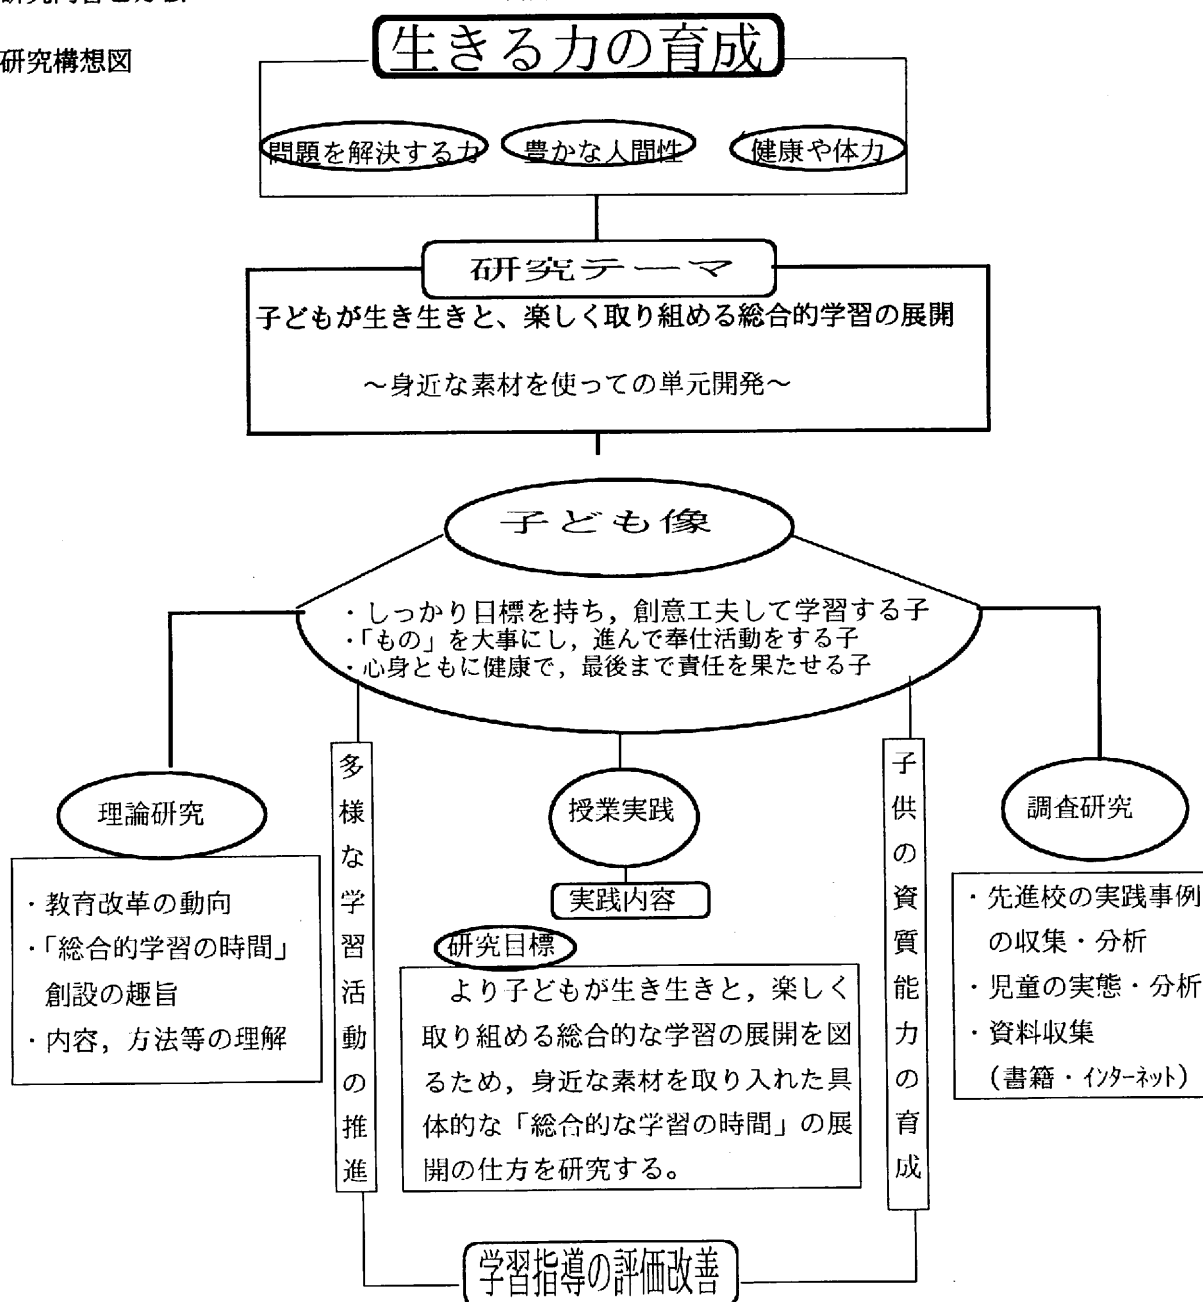 研究構想図
生きる力の育成
問題を解決する力
豊かな人間性
健康や体力
研究テーマ
子どもが生き生きと、楽しく取り組める総合的学習の展開
～身近な素材を使っての単元開発～
子ども像
・しっかり目標を持ち，創意工夫して学習する子
・「もの」を大事にし，進んで奉仕活動をする子
・心身ともに健康で，最後まで責任を果たせる子
理論研究
・教育改革の動向
・「総合的学習の時間」
創設の趣旨
・内容，方法等の理解
多様な学習活動の推進
授業実践
実践内容
研究目標
より子どもが生き生きと，楽しく
取り組める総合的な学習の展開を図
るため，身近な素材を取り入れた具
体的な「総合的な学習の時間」の展
開の仕方を研究する。
子供の資質能力の育成
調査研究
・先進校の実践事例
の収集・分析
・児童の実態・分析
・資料収集
（書籍・インターネット）
学習指導の評価改善